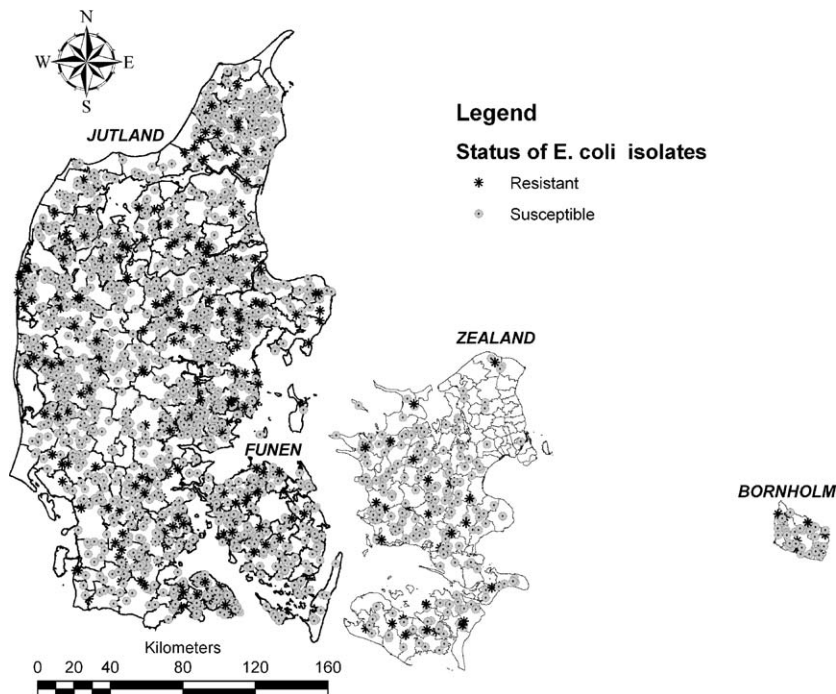 N
W E
S
JUTLAND
Legend
Status of E. coli isolates
Resistant
Susceptible
ZEALAND
FUNEN
BORNHOLM
Kilometers
0 20 40 80 120 160